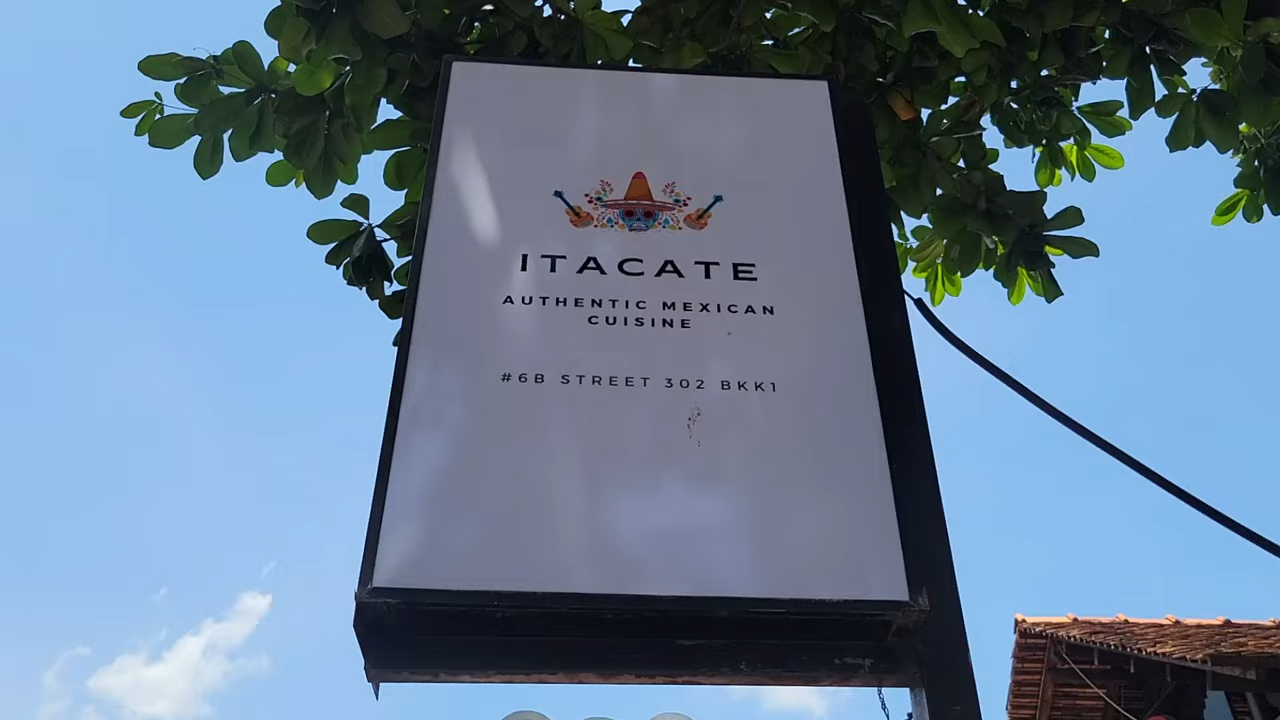 ITACATE
AUTHENTIC MEXICAN
CUISINE
#6B STREET 302 BKK1